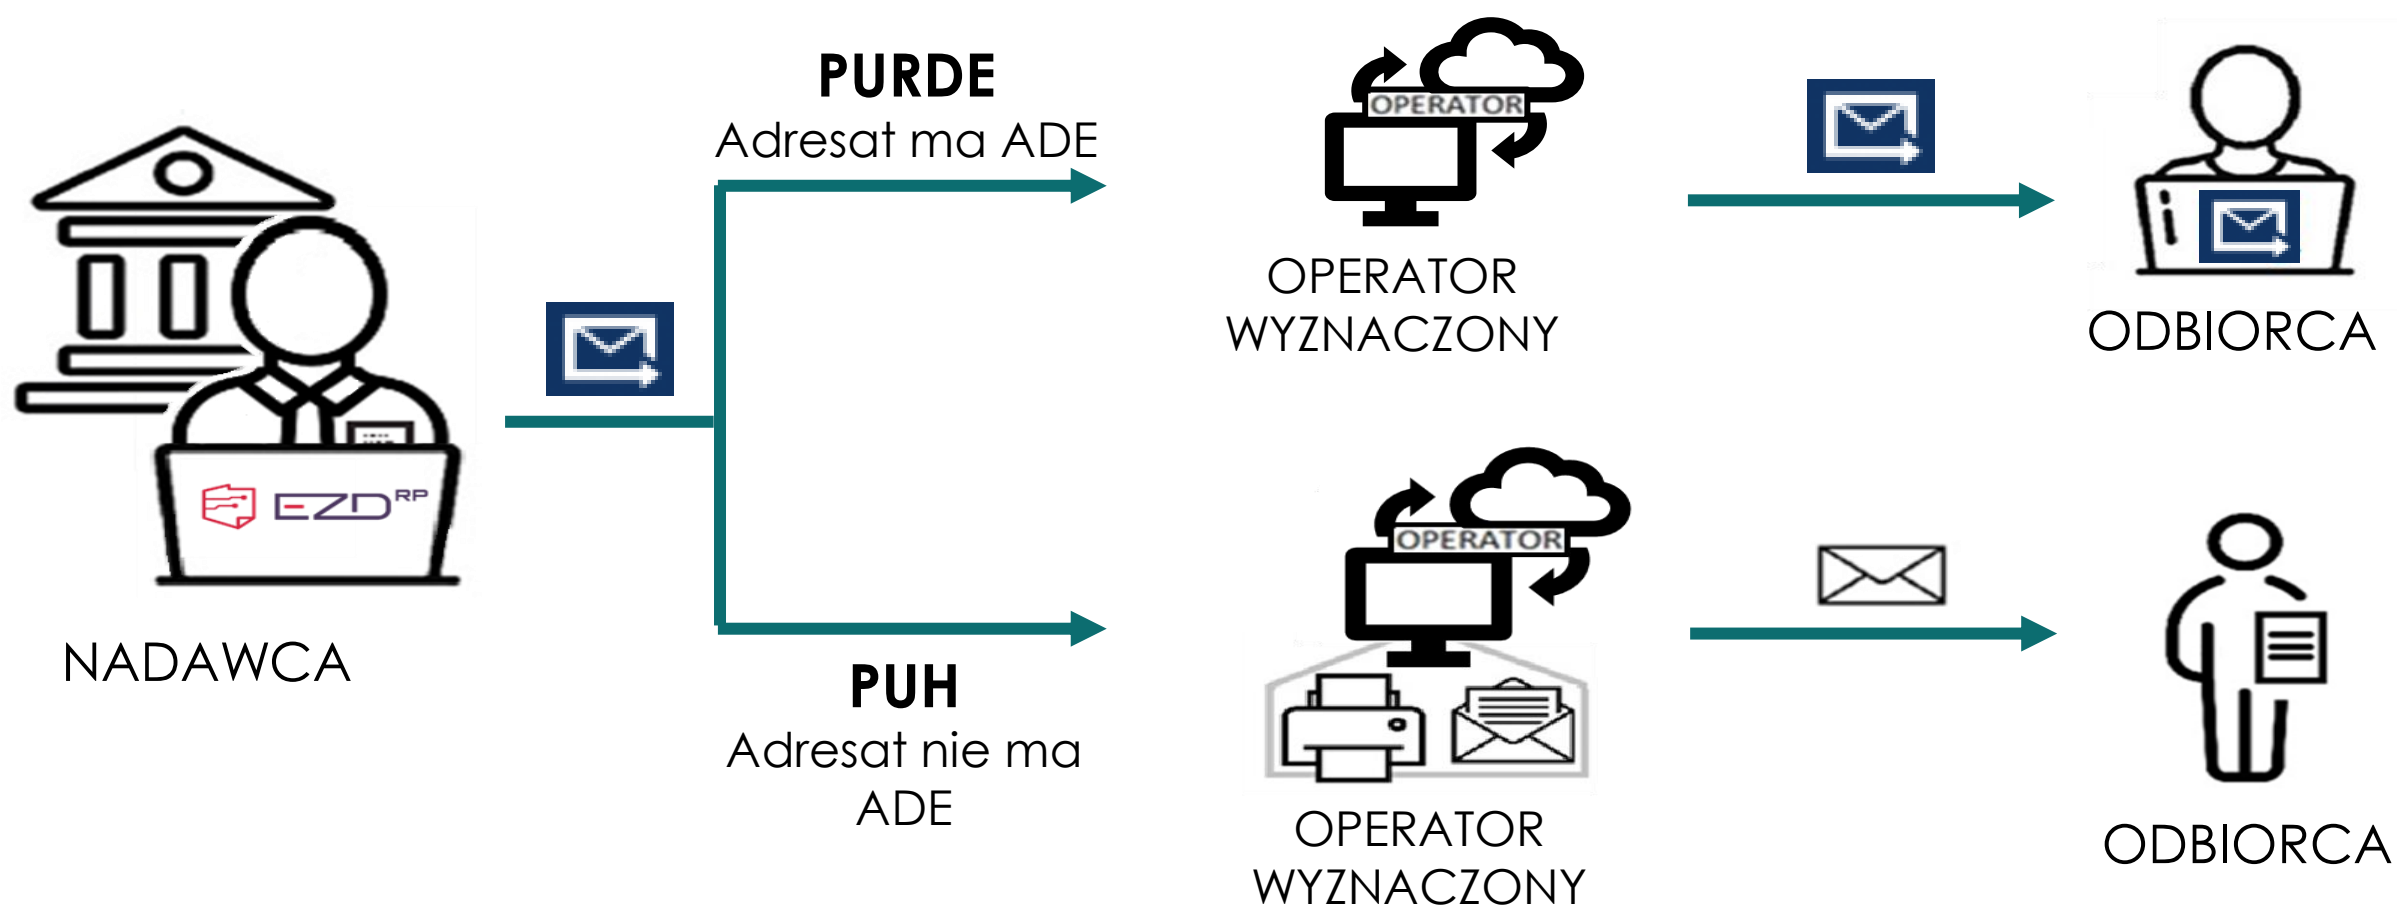 PURDE
Adresat ma ADE
OPERATOR
OPERATOR
WYZNACZONY
ODBIORCA
EZD RP
NADAWCA
PUH
Adresat nie ma
ADE
OPERATOR
OPERATOR
WYZNACZONY
ODBIORCA